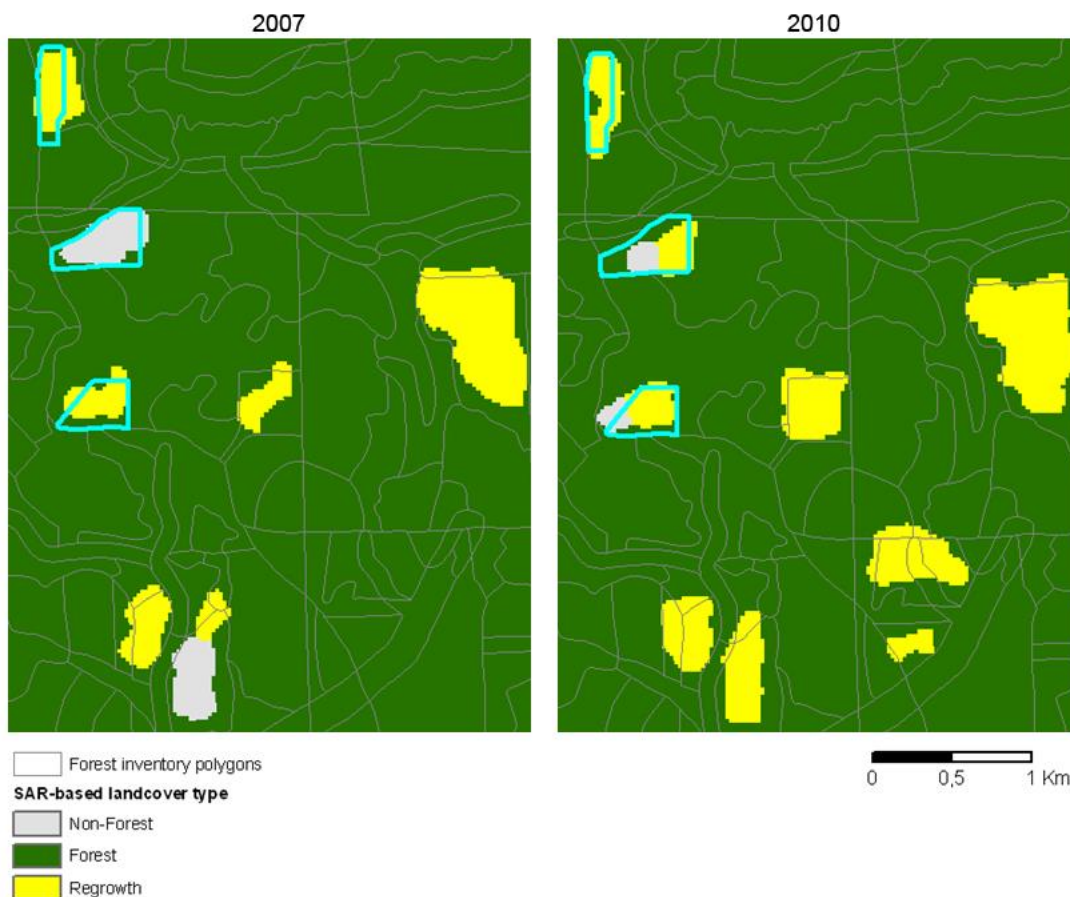 2007
2010
Forest inventory polygons
SAR-based landcover type
Non-Forest
Forest
Regrowth
0 0,5 1 Km